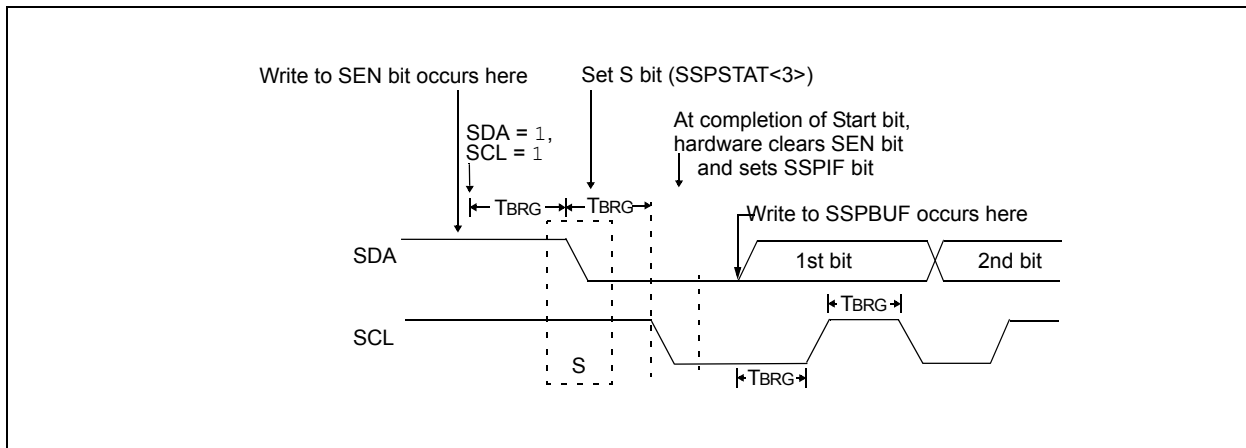 Write to SEN bit occurs here
Set S bit (SSPSTAT<3>)
SDA = 1,
SCL = 1
At completion of Start bit,
hardware clears SEN bit
and sets SSPIF bit
TBRG
TBRG
Write to SSPBUF occurs here
SDA
1st bit
2nd bit
TBRG
SCL
S
TBRG